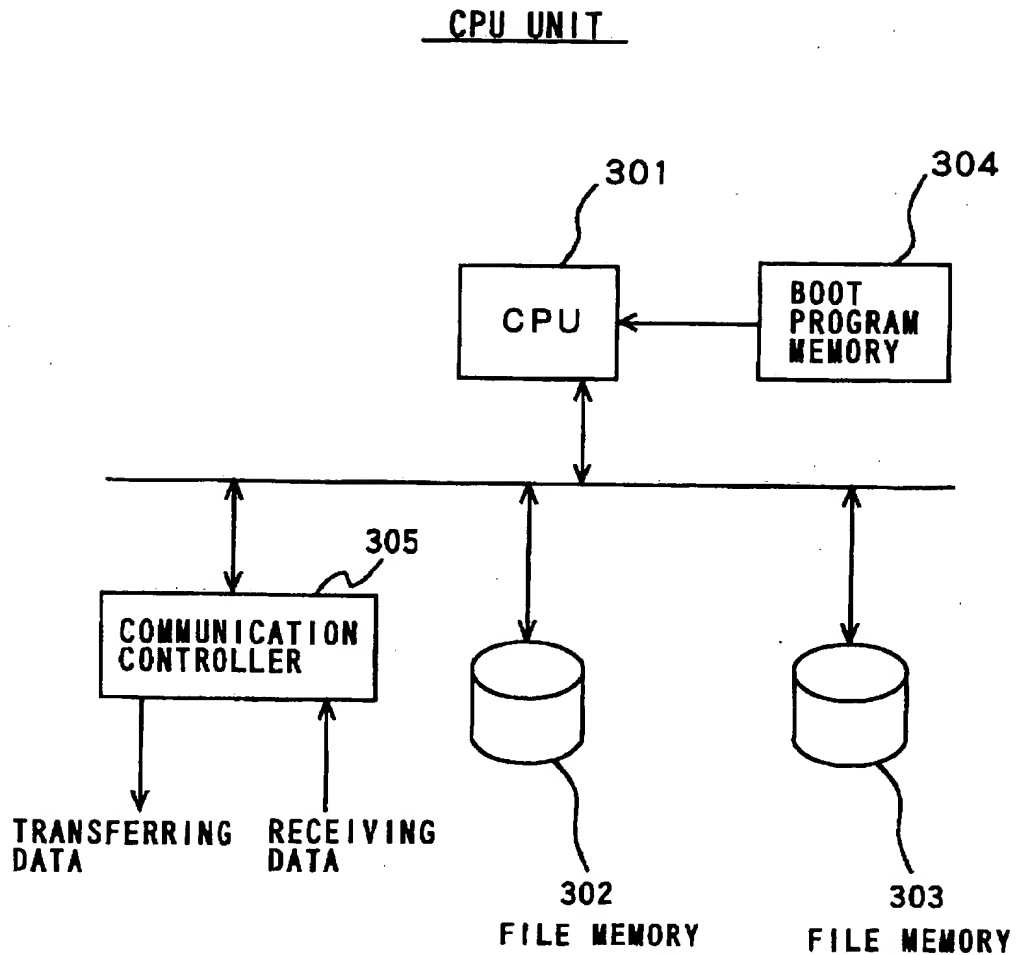 CPU UNIT
301
304
CPU
BOOT
PROGRAM
MEMORY
305
COMMUNICATION
CONTROLLER
TRANSFERRING
DATA
RECEIVING
DATA
302
FILE MEMORY
303
FILE MEMORY